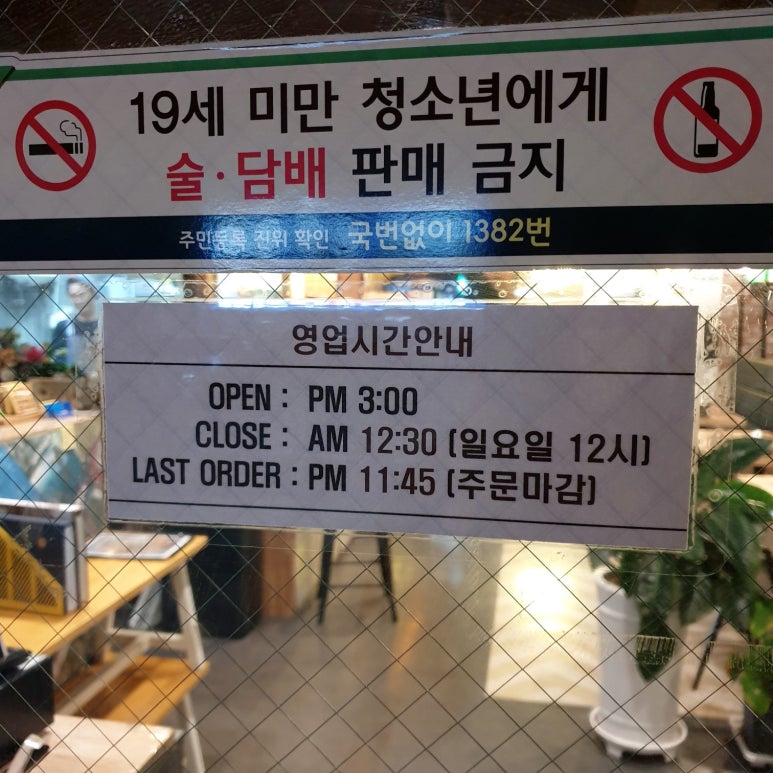 19세 미만 청소년에게
술·담배 판매 금지
주민등록 진위 확인 국번없이 1382번
영업시간안내
OPEN : PM 3:00
CLOSE : AM 12:30 (일요일 12시)
LAST ORDER : PM 11:45 (주문마감)